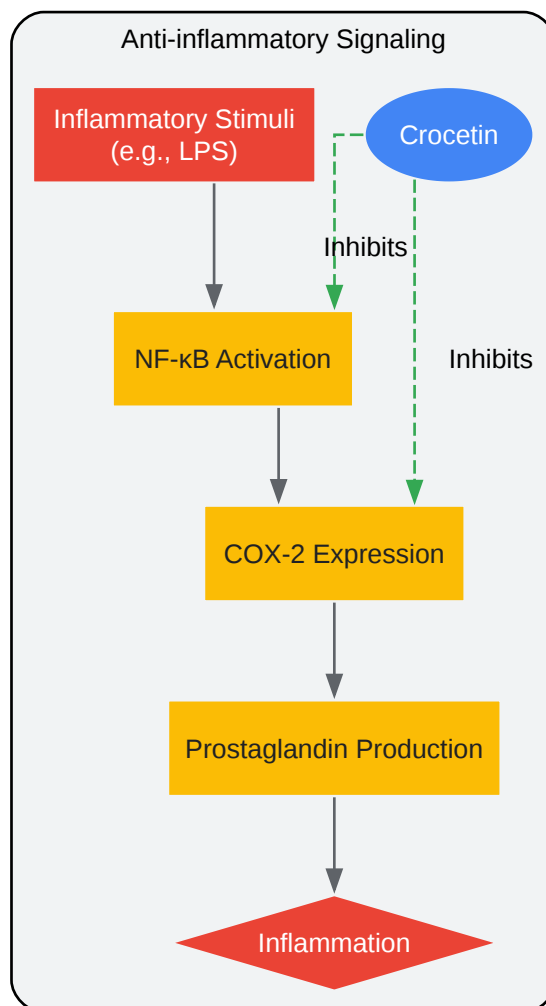 Anti-inflammatory Signaling
Inflammatory Stimuli
(e.g., LPS)
Crocetin
Inhibits
NF-κB Activation
Inhibits
COX-2 Expression
Prostaglandin Production
Inflammation